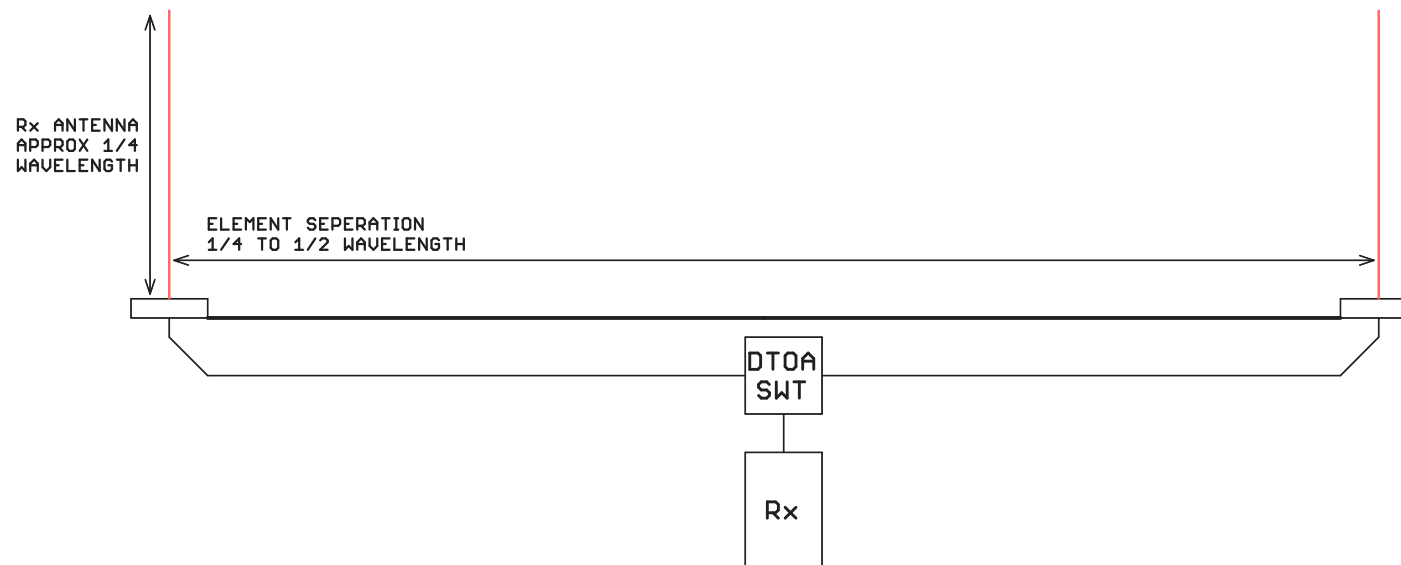 Rx ANTENNA
APPROX 1/4
WAVELENGTH
ELEMENT SEPERATION
1/4 TO 1/2 WAVELENGTH
DTOA
SWT
Rx